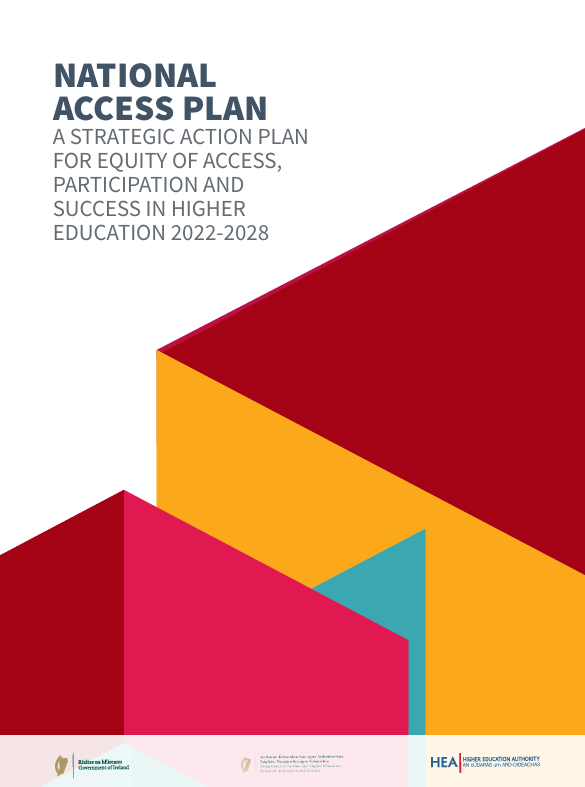 NATIONAL
ACCESS PLAN
A STRATEGIC ACTION PLAN
FOR EQUITY OF ACCESS,
PARTICIPATION AND
SUCCESS IN HIGHER
EDUCATION 2022-2028
Rialtas na hÉireann
Government of Ireland
An Roinn Breisoideachais agus Ardoideachais,
Taighde, Nuálaíochta agus Eolaíochta
Department of Further and Higher Education,
Research, Innovation and Science
HEA HIGHER EDUCATION AUTHORITY
AN tÚDARÁS um ARD-OIDEACHAS